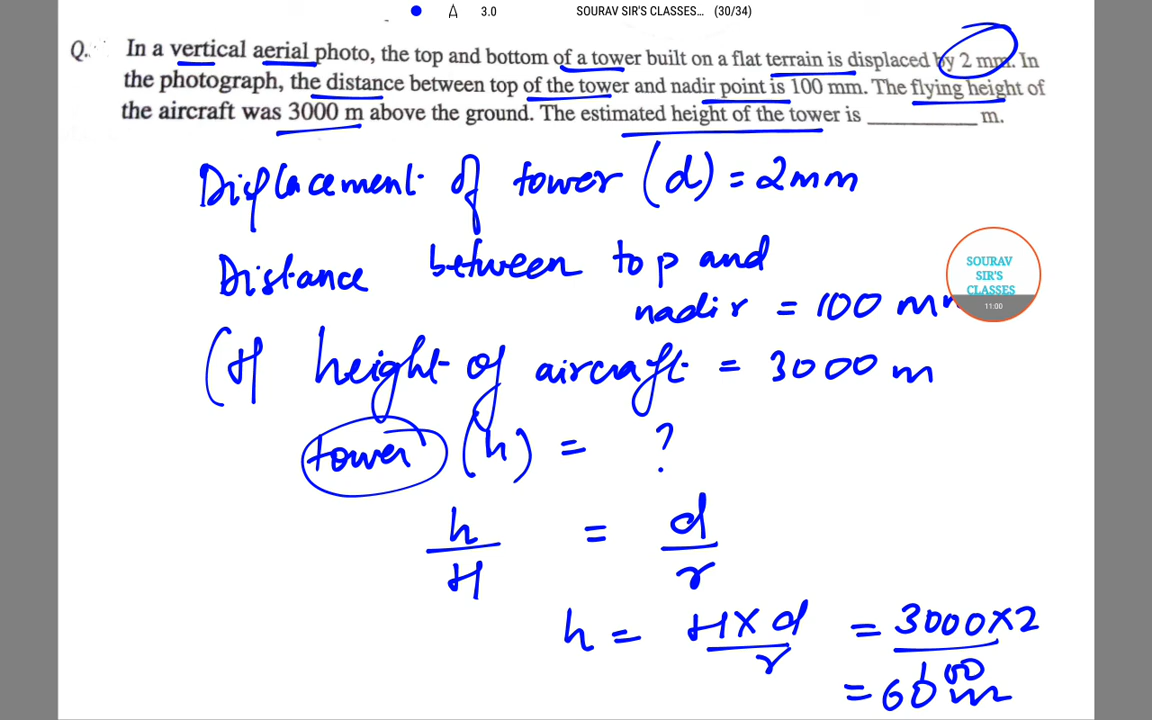 3.0 SOURAV SIR'S CLASSES... (30/34)
Q. In a vertical aerial photo, the top and bottom of a tower built on a flat terrain is displaced by 2 mm. In
the photograph, the distance between top of the tower and nadir point is 100 mm. The flying height of
the aircraft was 3000 m above the ground. The estimated height of the tower is ________ m.
Displacement of tower (d) = 2mm
Distance between top and
nadir = 100 mm
SOURAV
SIR'S
CLASSES
11:00
(H height of aircraft = 3000 m
tower (h) = ?
h/H = d/r
h = H×d/r = 3000×2/100
= 60 m